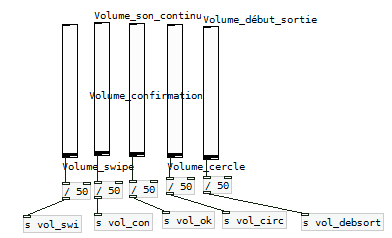 Volume_son_continu
Volume_début_sortie
Volume_confirmation
Volume_swipe
Volume_cercle
/ 50
/ 50
/ 50
/ 50
/ 50
s vol_swi
s vol_con
s vol_ok
s vol_circ
s vol_debsort